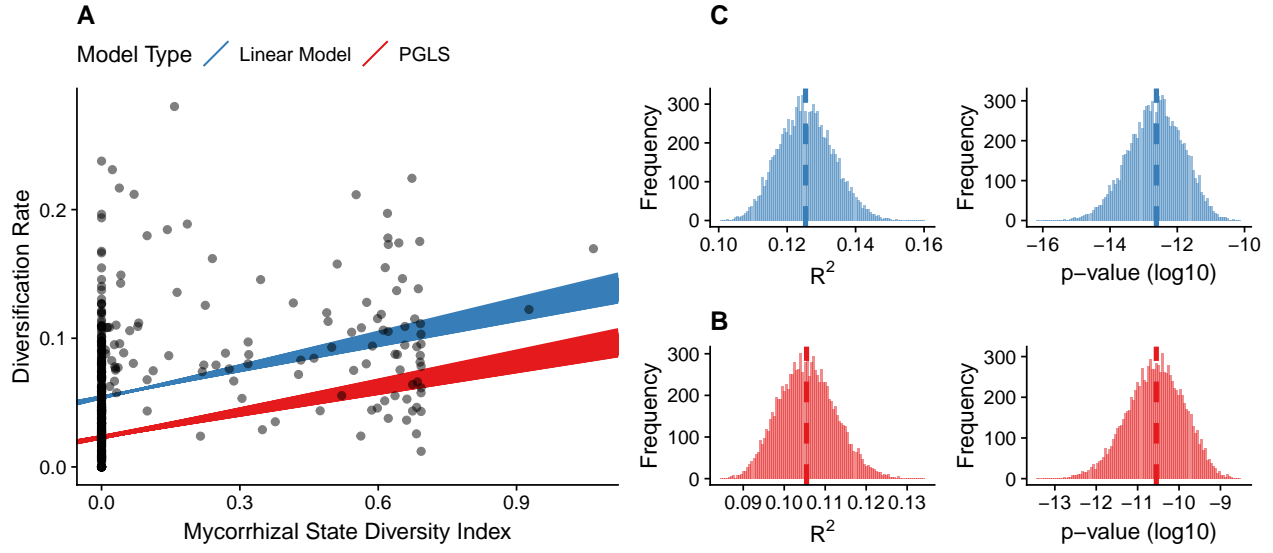 A
Model Type Linear Model PGLS
Diversification Rate
0.2
0.1
0.0
0.0 0.3 0.6 0.9
Mycorrhizal State Diversity Index
C
Frequency
300
200
100
0
0.10 0.12 0.14 0.16
R²
Frequency
300
200
100
0
−16 −14 −12 −10
p−value (log10)
B
Frequency
300
200
100
0
0.09 0.10 0.11 0.12 0.13
R²
Frequency
300
200
100
0
−13 −12 −11 −10 −9
p−value (log10)